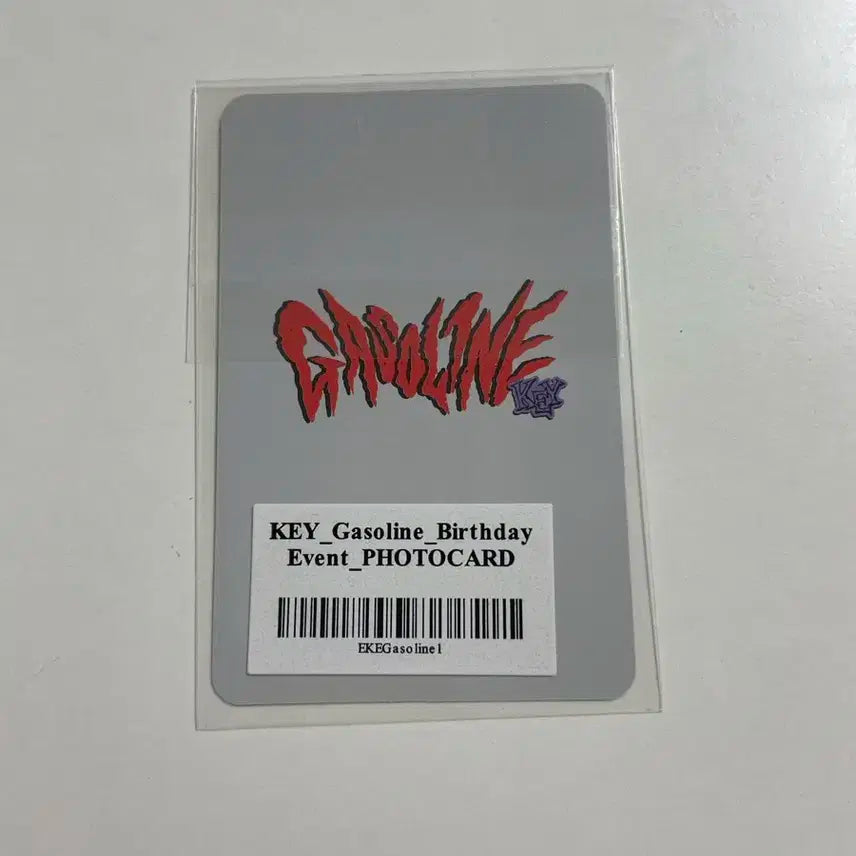 GASOLINE
KEY
KEY_Gasoline_Birthday
Event_PHOTOCARD
EKEGasoline1